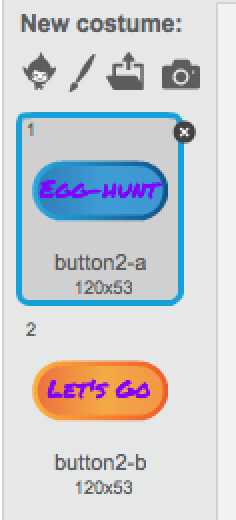 New costume:
1
Egg-hunt
button2-a
120x53
2
Let's Go
button2-b
120x53